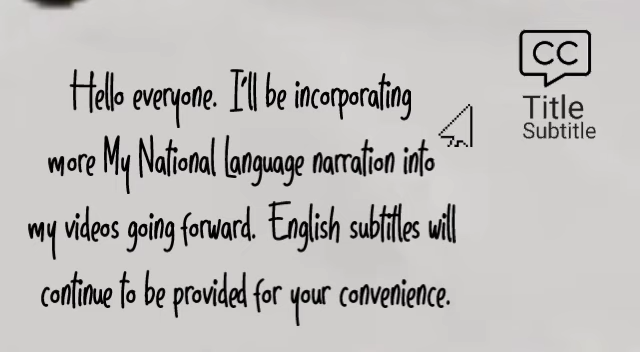 Hello everyone. I'll be incorporating
more My National Language narration into
my videos going forward. English subtitles will
continue to be provided for your convenience.
CC
Title
Subtitle